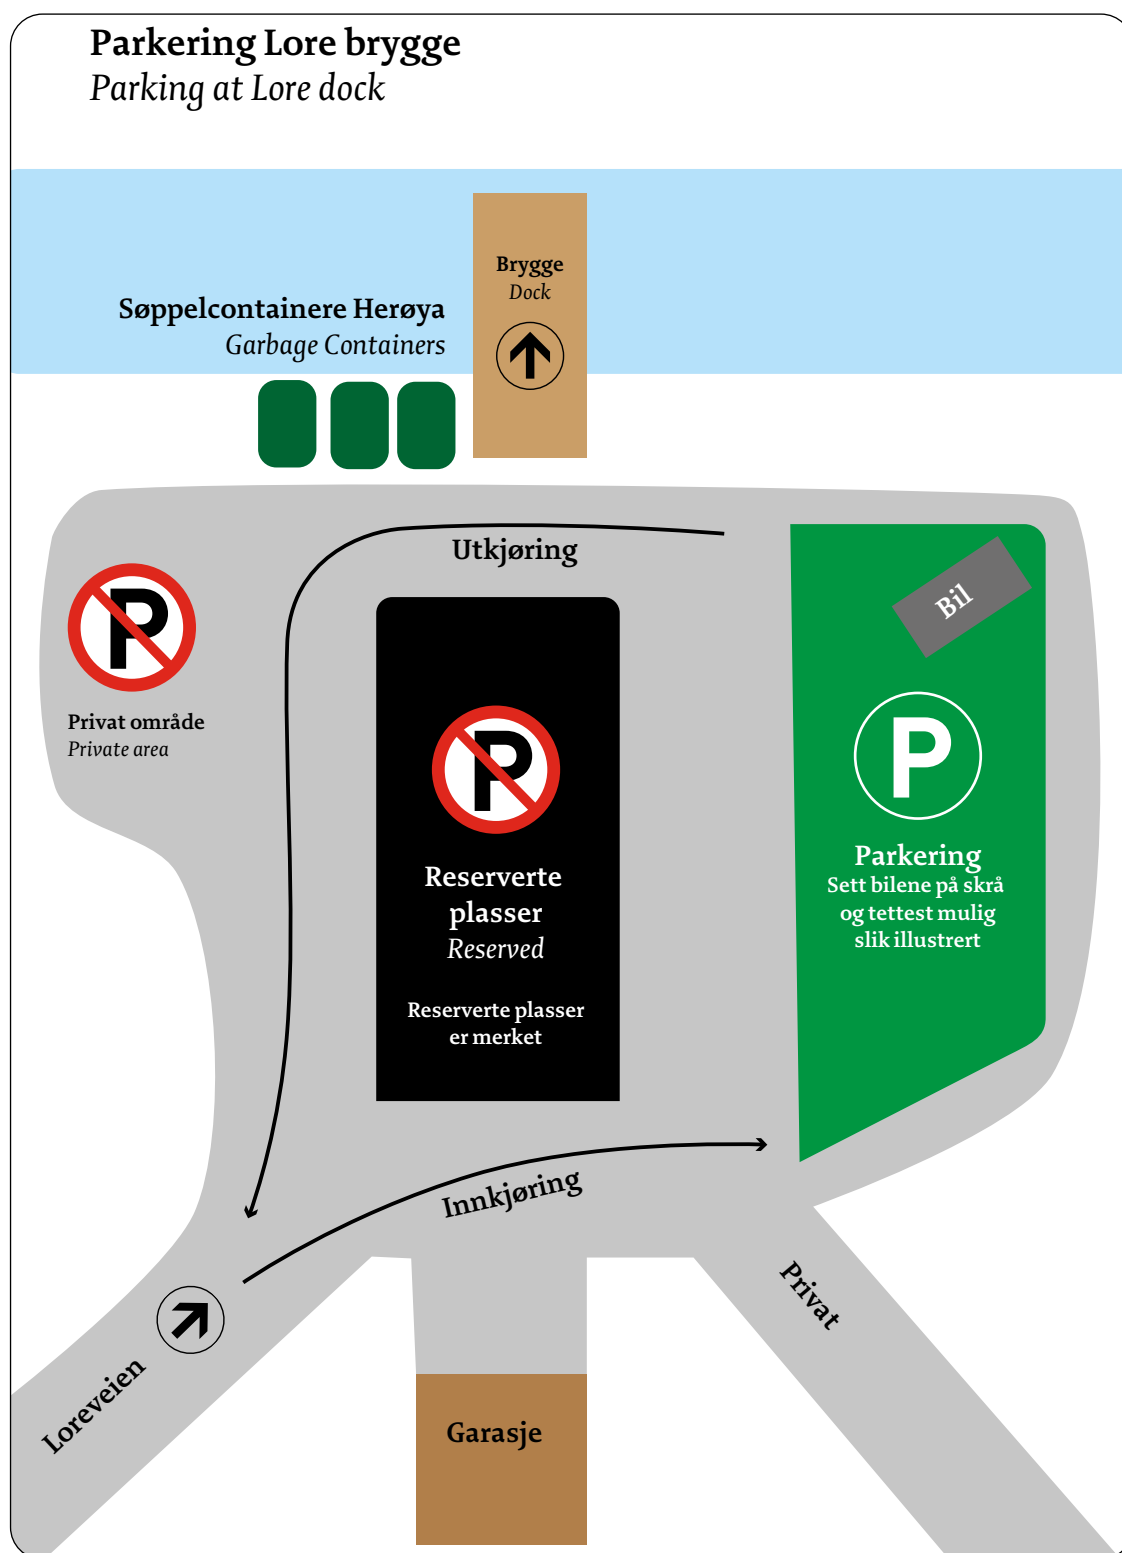 Parkering Lore brygge
Parking at Lore dock
Brygge
Dock
Søppelcontainere Herøya
Garbage Containers
Utkjøring
Bil
P
Privat område
Private area
P
Reserverte
plasser
Reserved
Reserverte plasser
er merket
P
Parkering
Sett bilene på skrå
og tettest mulig
slik illustrert
Innkjøring
Privat
Loreveien
Garasje